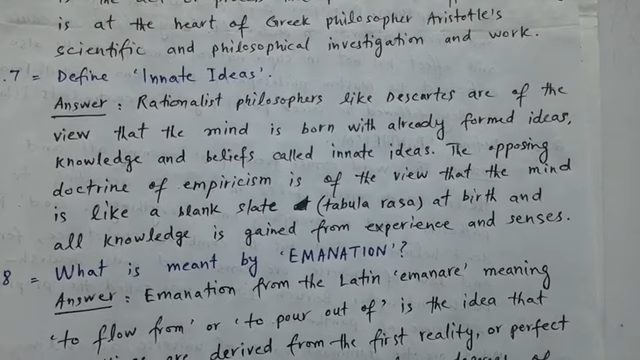 is at the heart of Greek philosopher Aristotle's
scientific and philosophical investigation and work.
.7 = Define 'Innate Ideas'.
Answer : Rationalist philosophers like Descartes are of the
view that the mind is born with already formed ideas,
knowledge and beliefs called innate ideas. The opposing
doctrine of empiricism is of the view that the mind
is like a blank slate (tabula rasa) at birth and
all knowledge is gained from experience and senses.
8 = What is meant by 'EMANATION'?
Answer : Emanation from the Latin 'emanare' meaning
'to flow from' or 'to pour out of' is the idea that
are derived from the first reality, or perfect